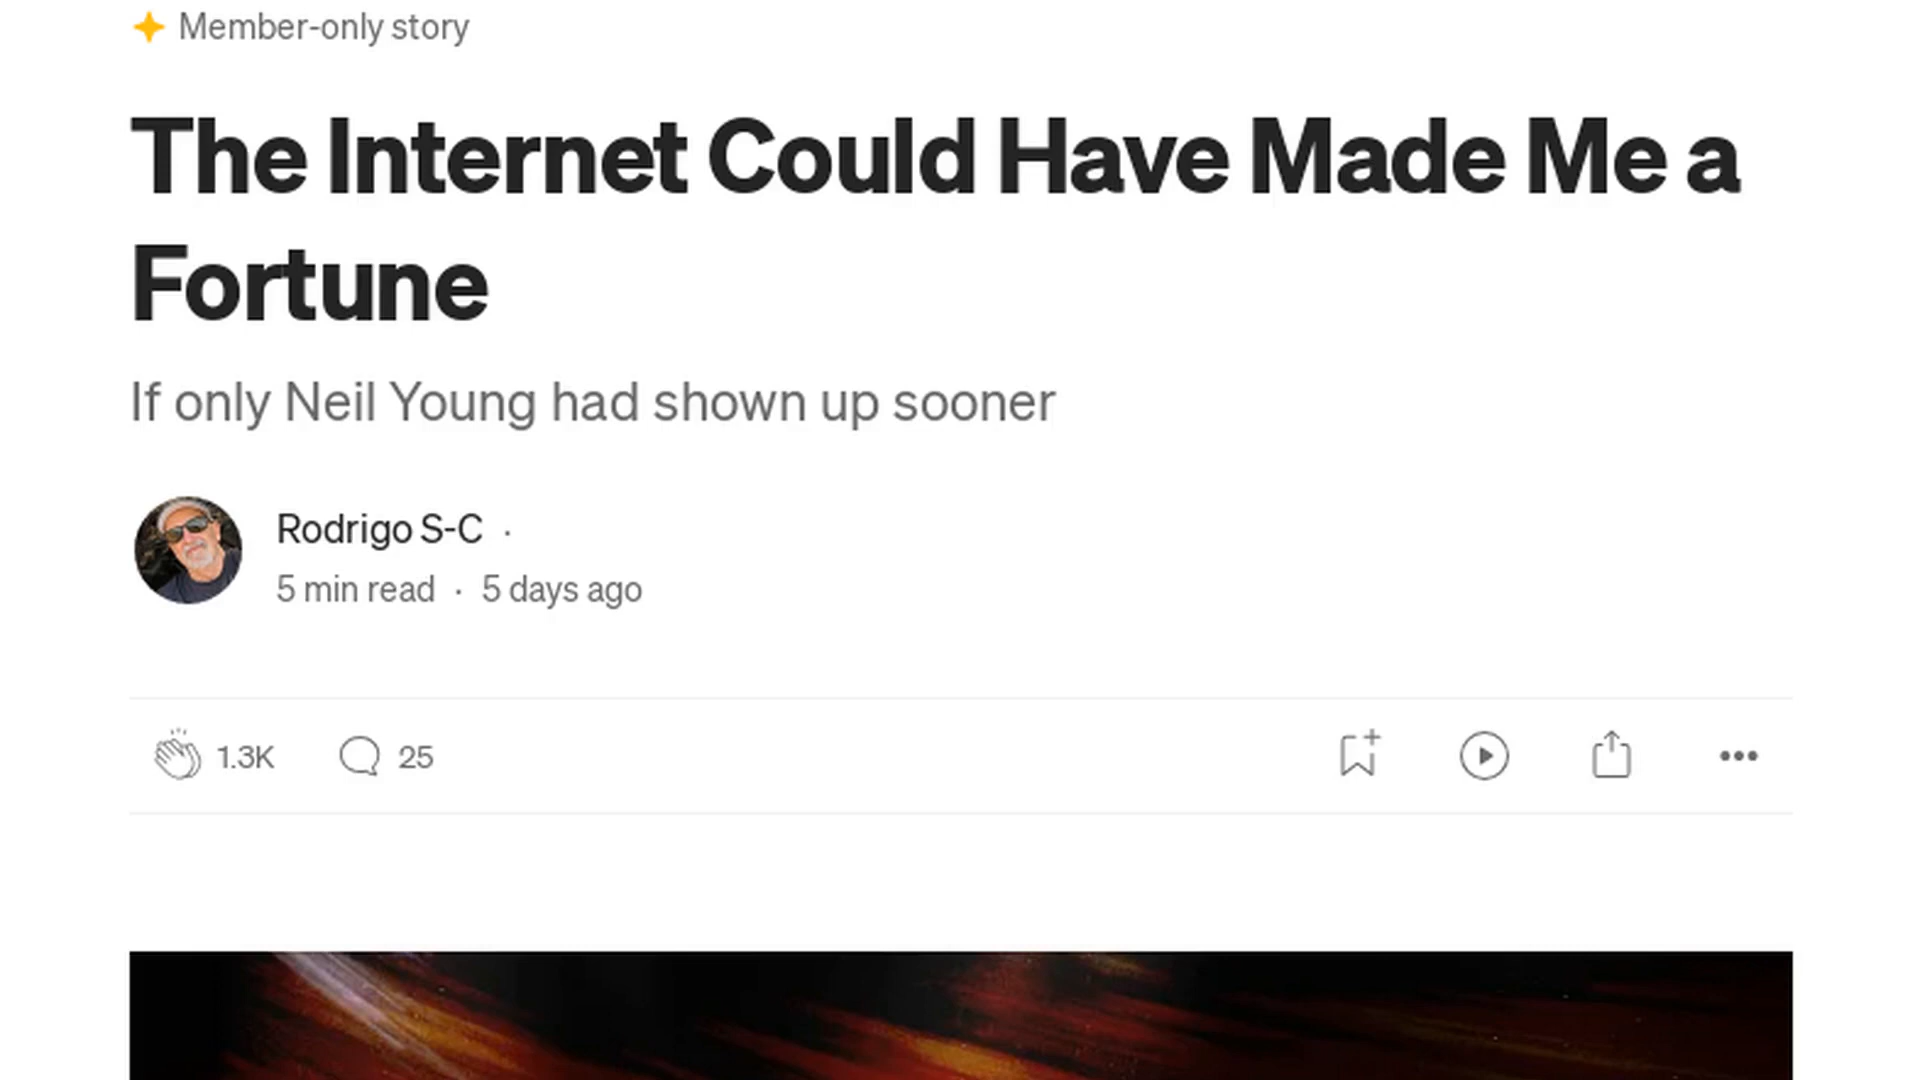 Member-only story
The Internet Could Have Made Me a
Fortune
If only Neil Young had shown up sooner
Rodrigo S-C ·
5 min read · 5 days ago
1.3K 25